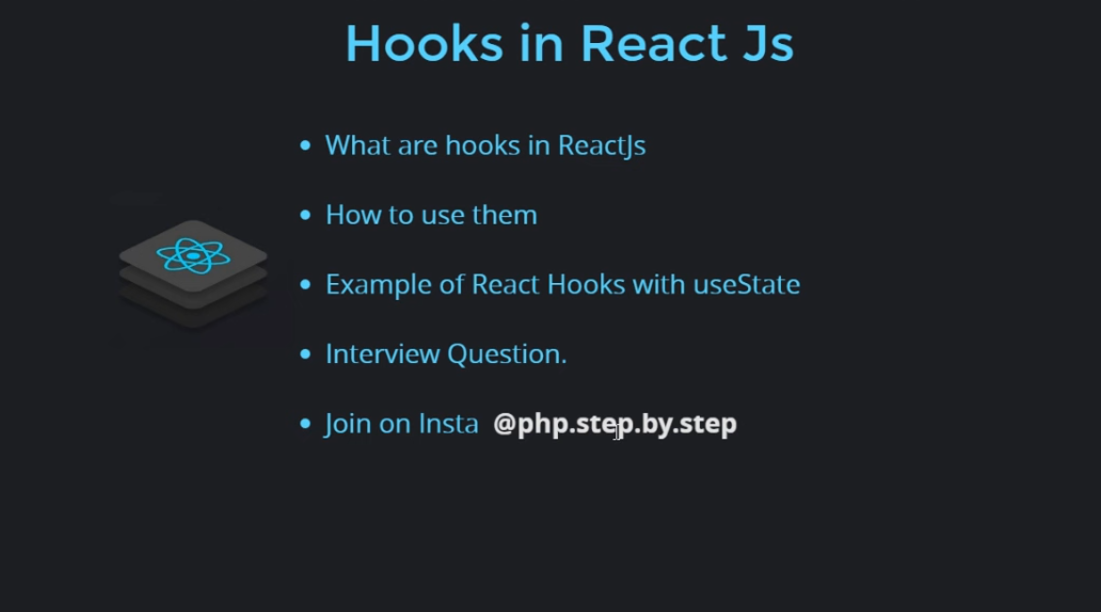 Hooks in React Js
What are hooks in ReactJs
How to use them
Example of React Hooks with useState
Interview Question.
Join on Insta @php.step.by.step